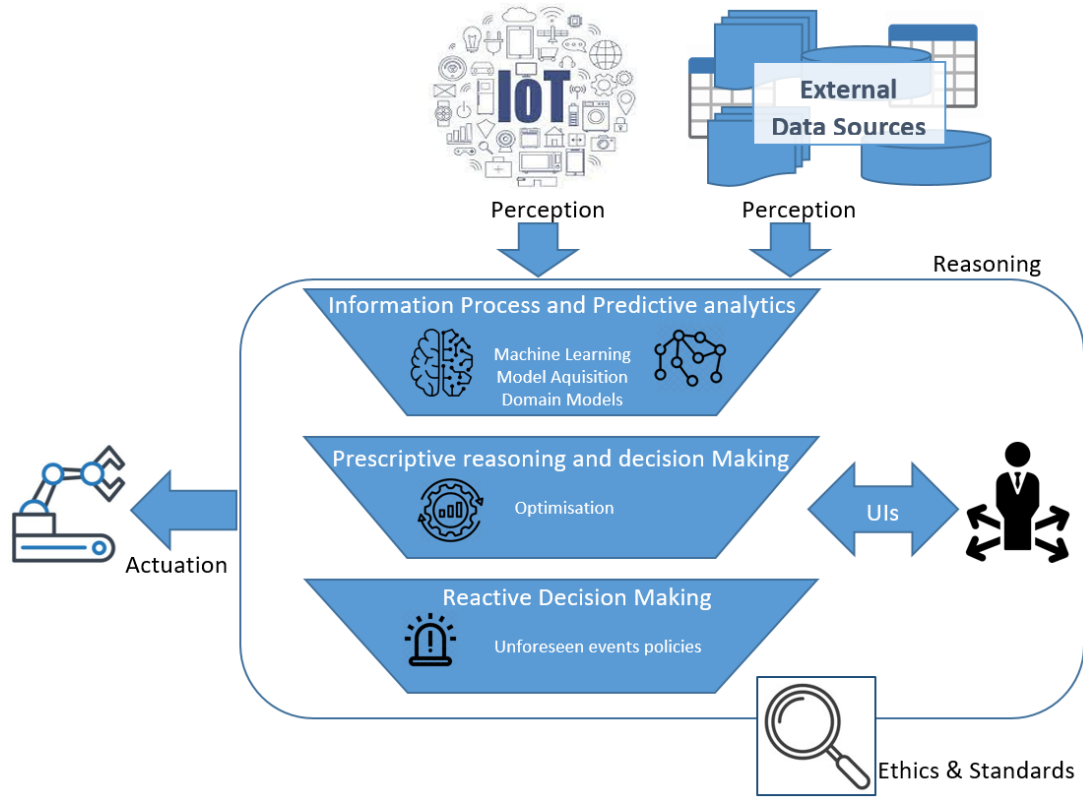 IoT
External
Data Sources
Perception
Perception
Reasoning
Information Process and Predictive analytics
Machine Learning
Model Aquisition
Domain Models
Prescriptive reasoning and decision Making
Optimisation
UIs
Actuation
Reactive Decision Making
Unforeseen events policies
Ethics & Standards